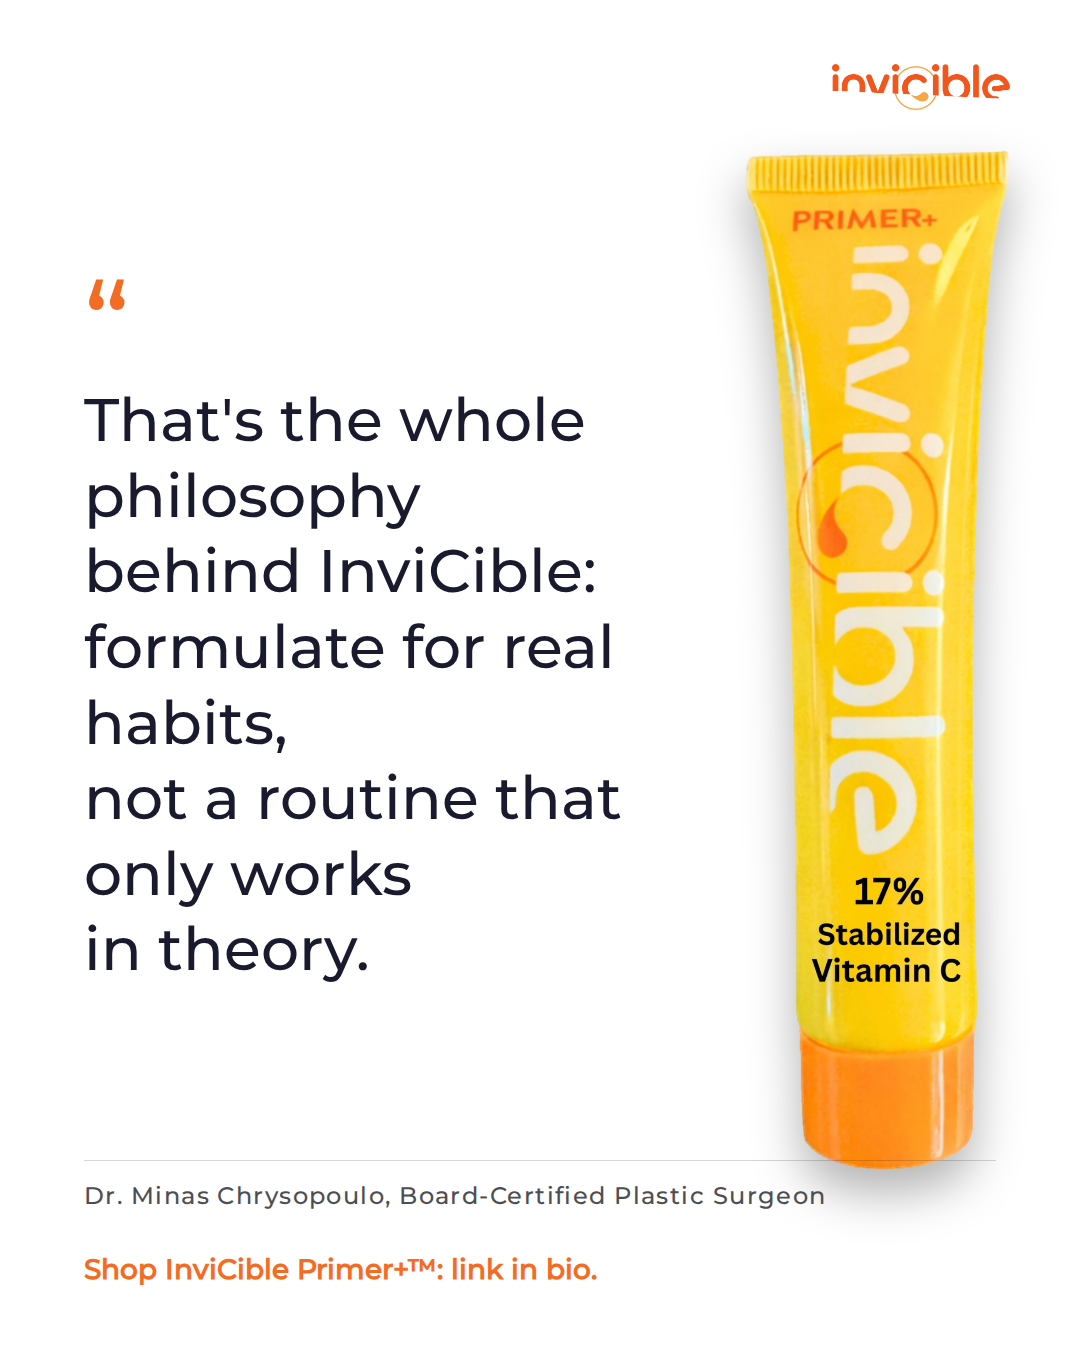 invicible
PRIMER+
invicible
“
That's the whole
philosophy
behind InviCible:
formulate for real
habits,
not a routine that
only works
in theory.
17%
Stabilized
Vitamin C
Dr. Minas Chrysopoulo, Board-Certified Plastic Surgeon
Shop InviCible Primer+™: link in bio.